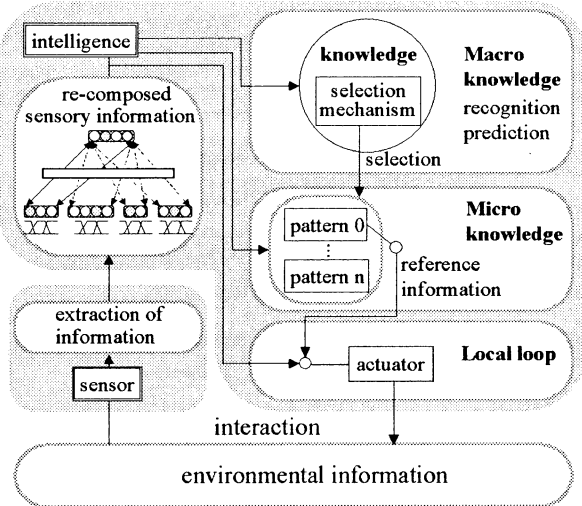 intelligence
re-composed
sensory information
extraction of
information
sensor
knowledge
selection
mechanism
Macro
knowledge
recognition
prediction
selection
pattern 0
pattern n
Micro
knowledge
reference
information
actuator
Local loop
interaction
environmental information